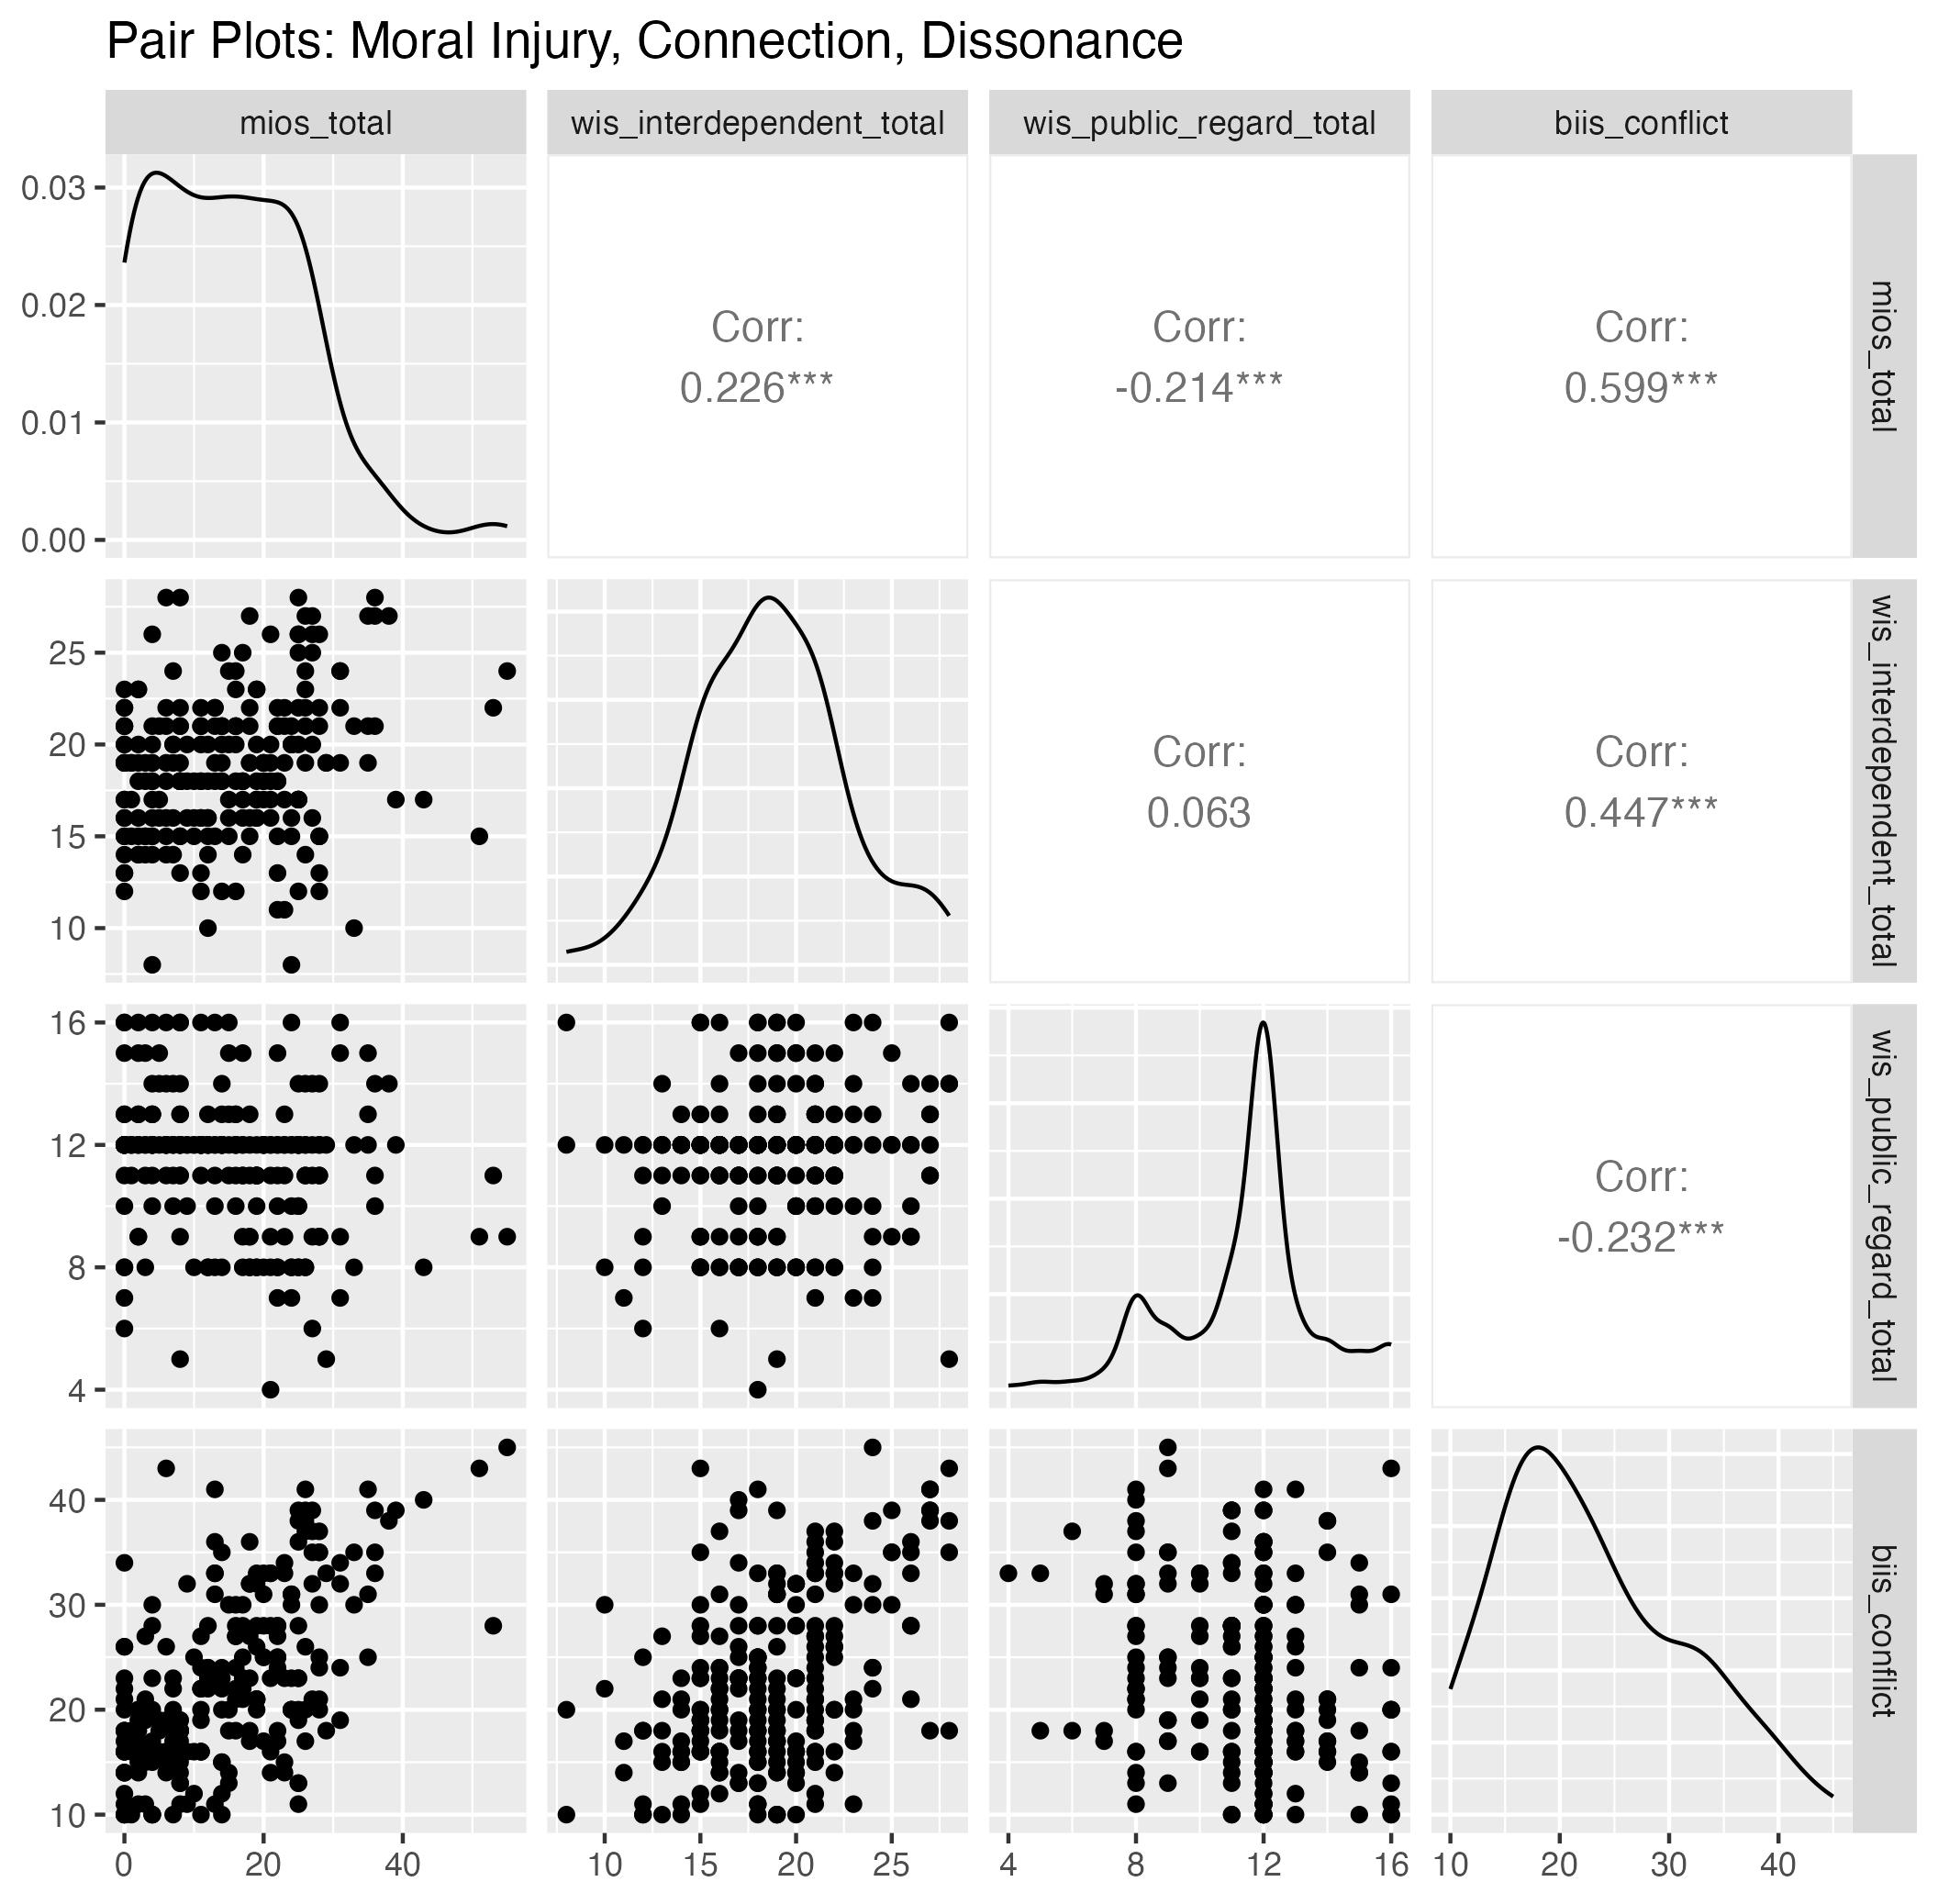 Pair Plots: Moral Injury, Connection, Dissonance
mios_total
wis_interdependent_total
wis_public_regard_total
biis_conflict
0.03
0.02
0.01
0.00
Corr:
0.226***
Corr:
-0.214***
Corr:
0.599***
mios_total
25
20
15
10
Corr:
0.063
Corr:
0.447***
wis_interdependent_total
16
12
8
4
Corr:
-0.232***
wis_public_regard_total
40
30
20
10
biis_conflict
0 20 40
10 15 20 25
4 8 12 16
10 20 30 40